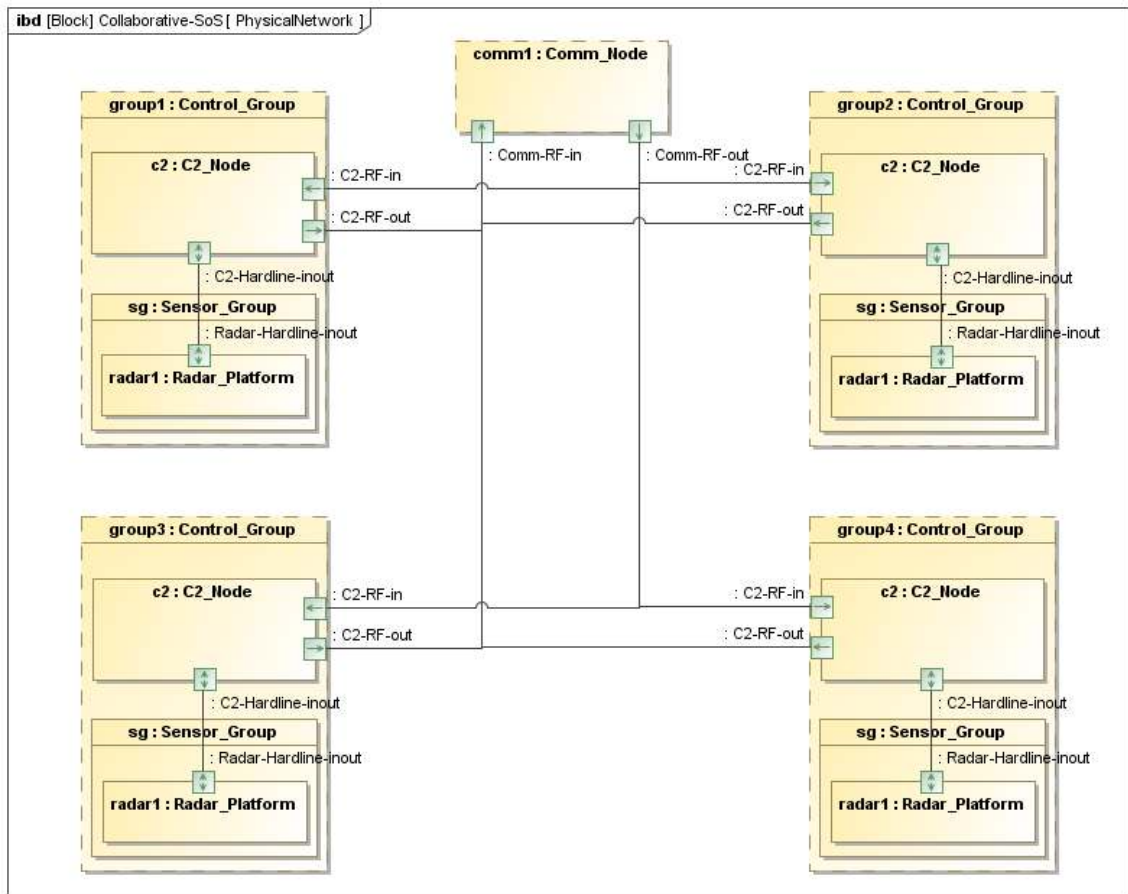 ibd [Block] Collaborative-SoS[ PhysicalNetwork ]
comm1 : Comm_Node
: Comm-RF-in
: Comm-RF-out
group1 : Control_Group
c2 : C2_Node
: C2-RF-in
: C2-RF-out
: C2-Hardline-inout
sg : Sensor_Group
: Radar-Hardline-inout
radar1 : Radar_Platform
group2 : Control_Group
c2 : C2_Node
: C2-RF-in
: C2-RF-out
: C2-Hardline-inout
sg : Sensor_Group
: Radar-Hardline-inout
radar1 : Radar_Platform
group3 : Control_Group
c2 : C2_Node
: C2-RF-in
: C2-RF-out
: C2-Hardline-inout
sg : Sensor_Group
: Radar-Hardline-inout
radar1 : Radar_Platform
group4 : Control_Group
c2 : C2_Node
: C2-RF-in
: C2-RF-out
: C2-Hardline-inout
sg : Sensor_Group
: Radar-Hardline-inout
radar1 : Radar_Platform